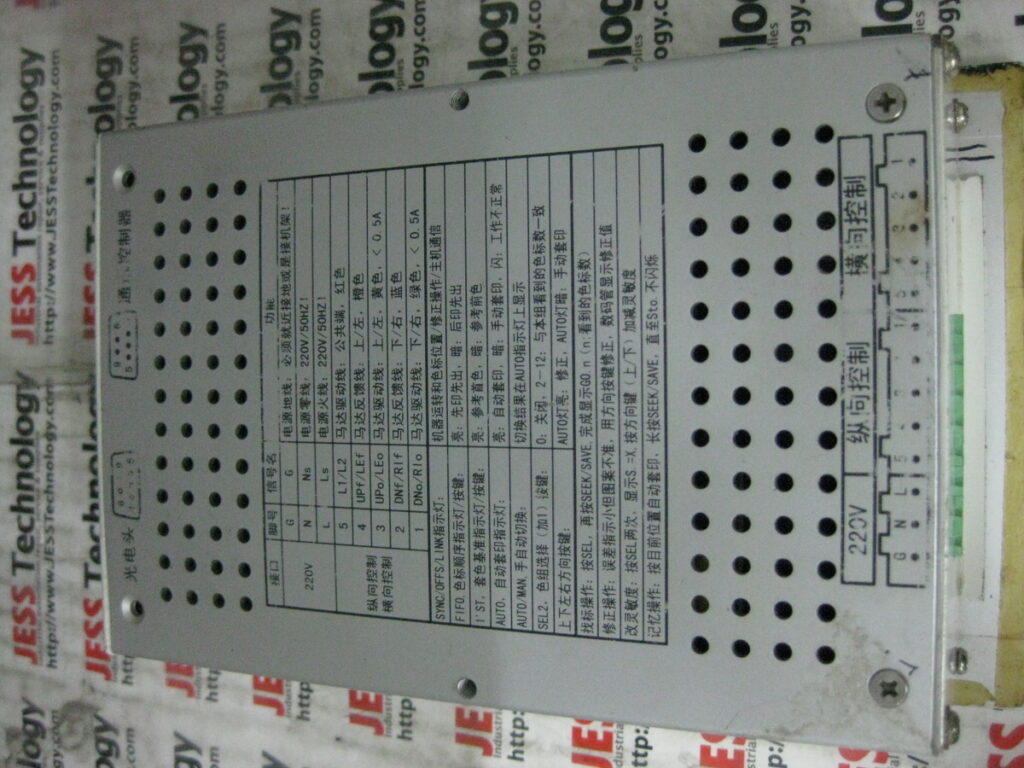 光电头
控制器
接口 脚号 信号名 功能
220V G G 电源地线: 必须就近接地或是接机架!
N Ns 电源零线: 220V/50HZ!
L Ls 电源火线: 220V/50HZ!
纵向控制
横向控制
5 L1/L2 马达驱动线: 公共端, 红色
4 UPf/LEf 马达反馈线: 上/左, 橙色
3 UPo/LEo 马达驱动线: 上/左, 黄色, <0.5A
2 DNf/RIf 马达反馈线: 下/右, 蓝色
1 DNo/RIo 马达驱动线: 下/右, 绿色, <0.5A
SYNC/OFFS/LINK指示灯: 机器运转和色标位置/修正操作/主机通信
FIFO, 色标顺序指示灯/按键: 亮: 先印先出, 暗: 后印先出
1'ST, 套色基准指示灯/按键: 亮: 参考首色, 暗: 参考前色
AUTO, 自动套印指示灯: 亮: 自动套印, 暗: 手动套印, 闪: 工作不正常
AUTO/MAN, 手自动切换: 切换结果在AUTO指示灯上显示
SEL2, 色组选择 (加1) 按键: 0: 关闭, 2-12: 与本组看到的色标数一致
上下左右方向按键: AUTO灯亮: 修正, AUTO灯暗: 手动套印
找标操作: 按SEL, 再按SEEK/SAVE, 完成显示GO n (n: 看到的色标数)
修正操作: 误差指示小但图案不准, 用方向按键修正, 数码管显示修正值
改灵敏度: 按SEL两次, 显示S =X, 按方向键 (上/下) 加减灵敏度
记忆操作: 按目前位置自动套印, 长按SEEK/SAVE, 直至Sto. 不闪烁
220V 纵向控制 横向控制
G N L 5 1 3 2 1
JESS Technology
http://www.JESSTechnology.com
JESS Technology
http://www.JESSTechnology.com